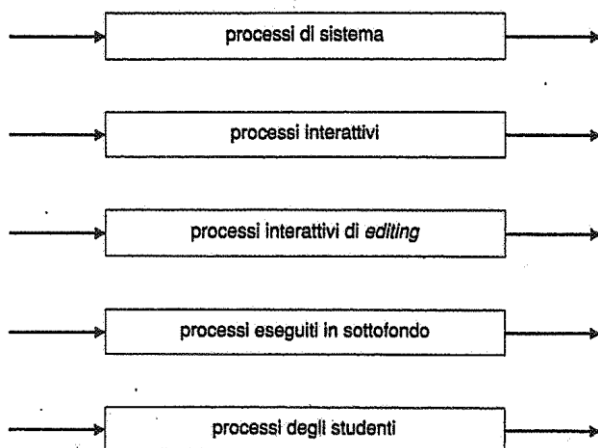 processi di sistema
processi interattivi
processi interattivi di editing
processi eseguiti in sottofondo
processi degli studenti